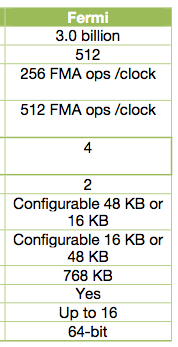 Fermi
3.0 billion
512
256 FMA ops /clock
512 FMA ops /clock
4
2
Configurable 48 KB or
16 KB
Configurable 16 KB or
48 KB
768 KB
Yes
Up to 16
64-bit